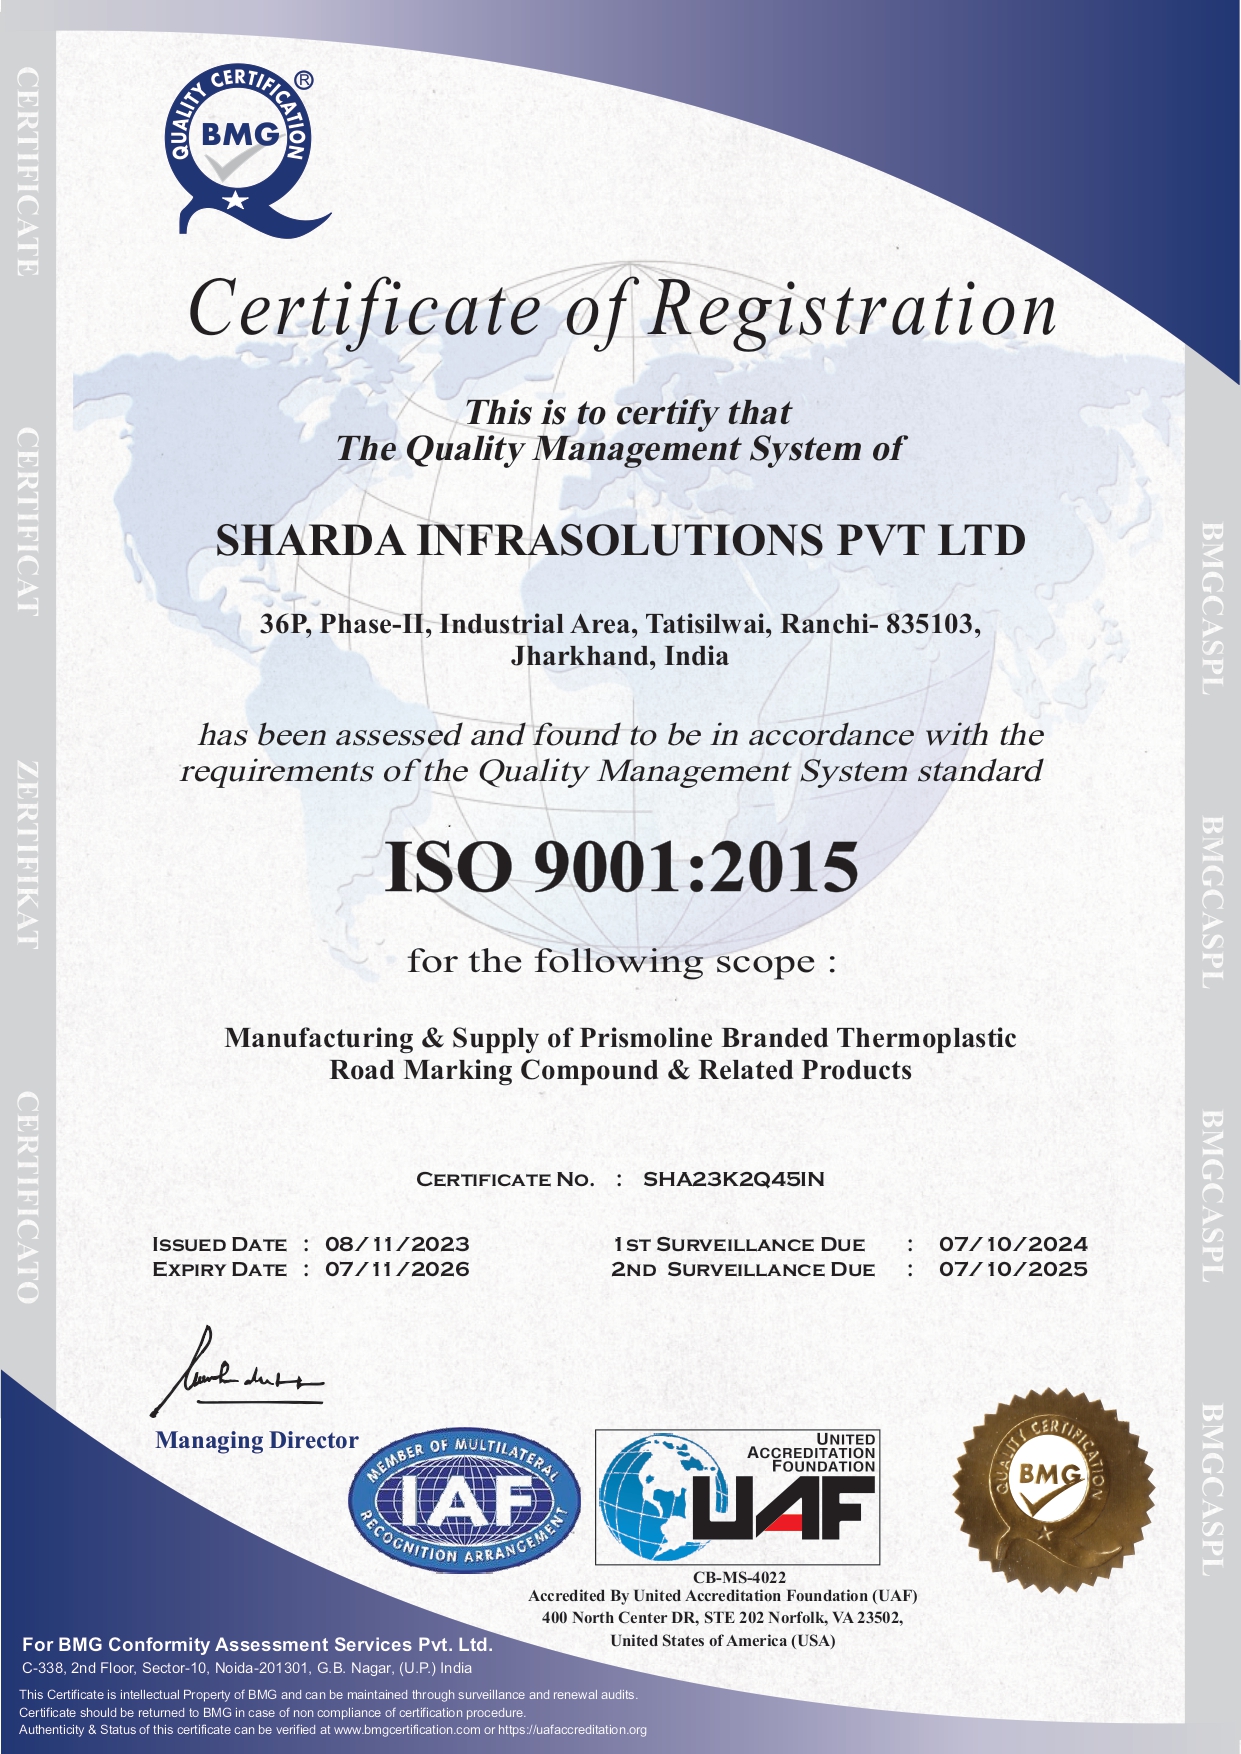 QUALITY CERTIFICATION ®
BMG
Certificate of Registration
This is to certify that
The Quality Management System of
SHARDA INFRASOLUTIONS PVT LTD
36P, Phase-II, Industrial Area, Tatisilwai, Ranchi- 835103,
Jharkhand, India
has been assessed and found to be in accordance with the
requirements of the Quality Management System standard
ISO 9001:2015
for the following scope :
Manufacturing & Supply of Prismoline Branded Thermoplastic
Road Marking Compound & Related Products
CERTIFICATE NO. : SHA23K2Q45IN
ISSUED DATE : 08/11/2023
EXPIRY DATE : 07/11/2026
1ST SURVEILLANCE DUE : 07/10/2024
2ND SURVEILLANCE DUE : 07/10/2025
Managing Director
MEMBER OF MULTILATERAL
IAF
RECOGNITION ARRANGEMENT
UNITED
ACCREDITATION
FOUNDATION
UAF
CB-MS-4022
Accredited By United Accreditation Foundation (UAF)
400 North Center DR, STE 202 Norfolk, VA 23502,
United States of America (USA)
QUALITY CERTIFICATION
BMG
For BMG Conformity Assessment Services Pvt. Ltd.
C-338, 2nd Floor, Sector-10, Noida-201301, G.B. Nagar, (U.P.) India
This Certificate is intellectual Property of BMG and can be maintained through surveillance and renewal audits.
Certificate should be returned to BMG in case of non compliance of certification procedure.
Authenticity & Status of this certificate can be verified at www.bmgcertification.com or https://uafaccreditation.org
CERTIFICATE
CERTIFICAT
ZERTIFIKAT
CERTIFICATO
BMGCASPL
BMGCASPL
BMGCASPL
BMGCASPL